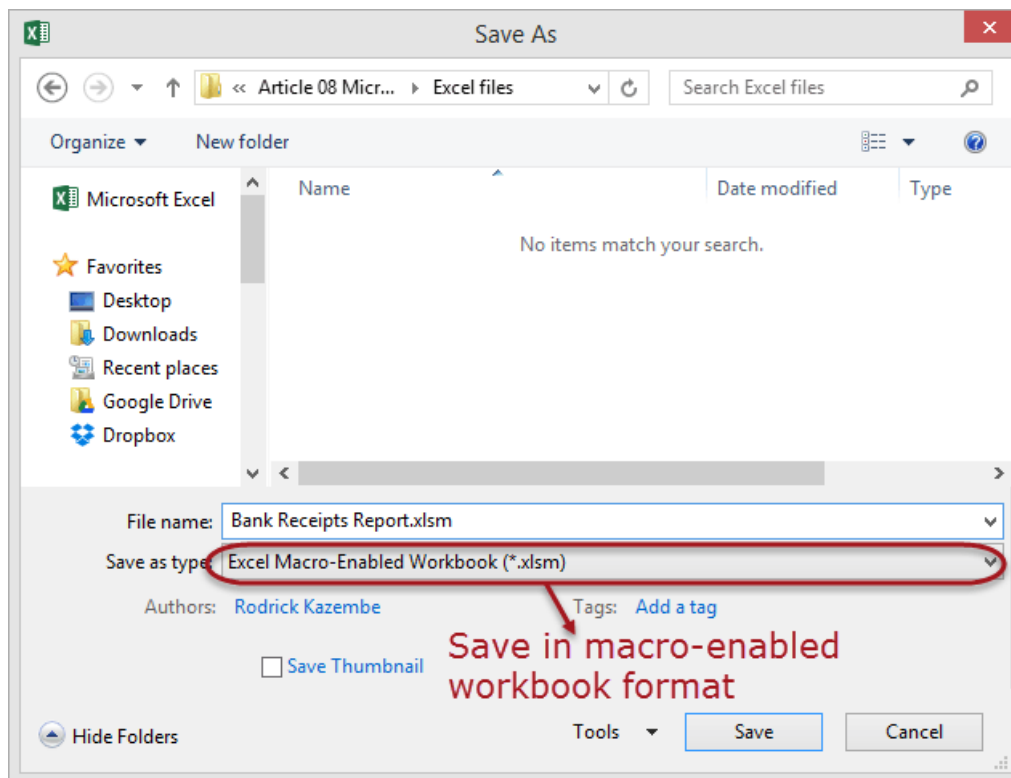 Save As
« Article 08 Micr... Excel files
Search Excel files
Organize
New folder
Microsoft Excel
Favorites
Desktop
Downloads
Recent places
Google Drive
Dropbox
Name
Date modified
Type
No items match your search.
File name: Bank Receipts Report.xlsm
Save as type: Excel Macro-Enabled Workbook (*.xlsm)
Authors: Rodrick Kazembe
Tags: Add a tag
Save Thumbnail
Save in macro-enabled
workbook format
Hide Folders
Tools
Save
Cancel